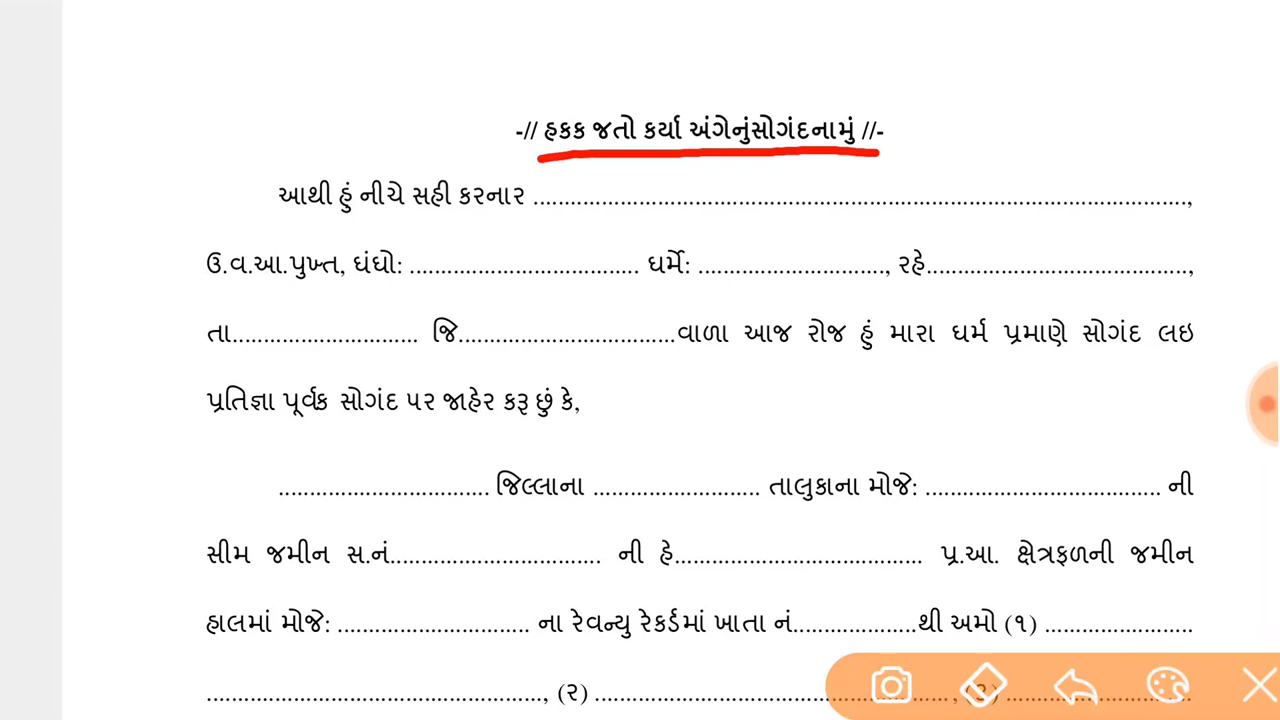 -// હકક જતો કર્યા અંગેનુંસોગંદનામું //-
આથી હું નીચે સહી કરનાર ........................................................................................................,
ઉ.વ.આ.પુખ્ત, ધંધો: ..................................... ધર્મે: .............................., રહે..........................................,
તા.............................. જિ...................................વાળા આજ રોજ હું મારા ધર્મ પ્રમાણે સોગંદ લઇ
પ્રતિજ્ઞા પૂર્વક સોગંદ પર જાહેર કરૂ છું કે,
.................................. જિલ્લાના ........................... તાલુકાના મોજે: ...................................... ની
સીમ જમીન સ.નં.................................. ની હે........................................ પ્ર.આ. ક્ષેત્રફળની જમીન
હાલમાં મોજે: ............................... ના રેવન્યુ રેકર્ડમાં ખાતા નં....................થી અમો (૧) ........................
......................................................, (૨) ........................................................., (૩) ..............................